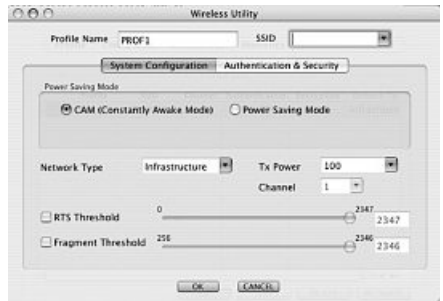 Wireless Utility
Profile Name PROF1 SSID
System Configuration Authentication & Security
Power Saving Mode
CAM (Constantly Awake Mode) Power Saving Mode
Network Type Infrastructure Tx Power 100
Channel 1
RTS Threshold 0 2347 2347
Fragment Threshold 256 2346 2346
OK CANCEL